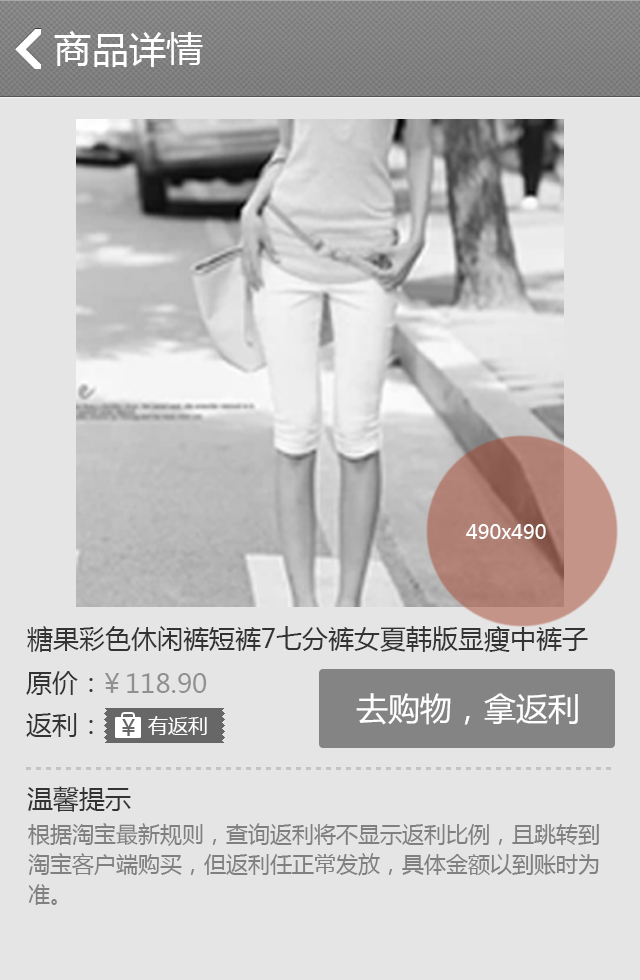 商品详情
e
490x490
糖果彩色休闲裤短裤7七分裤女夏韩版显瘦中裤子
原价：¥ 118.90
返利：¥ 有返利
去购物，拿返利
温馨提示
根据淘宝最新规则，查询返利将不显示返利比例，且跳转到
淘宝客户端购买，但返利任正常发放，具体金额以到账时为
准。